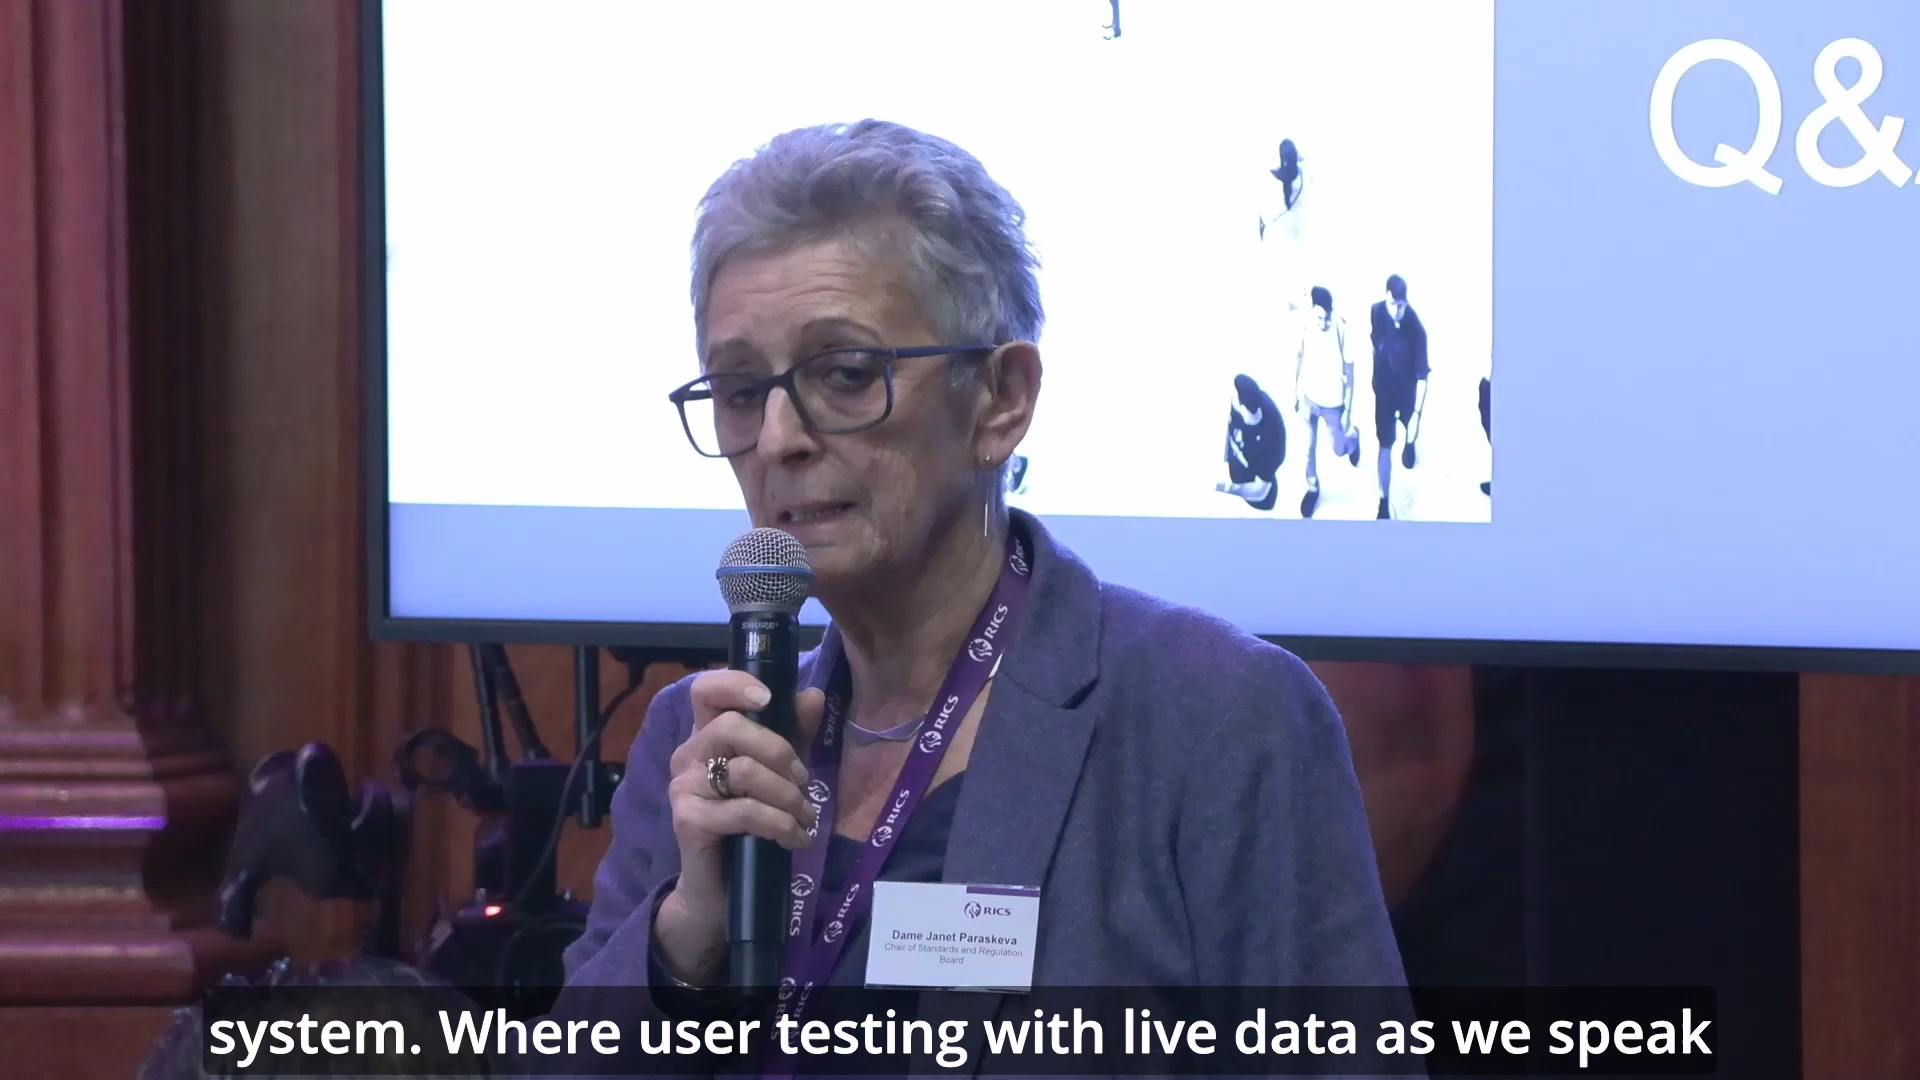 Q&
SHURE
RICS
RICS
RICS
RICS
RICS
RICS
RICS
Dame Janet Paraskeva
Chair of Standards and Regulation
Board
system. Where user testing with live data as we speak